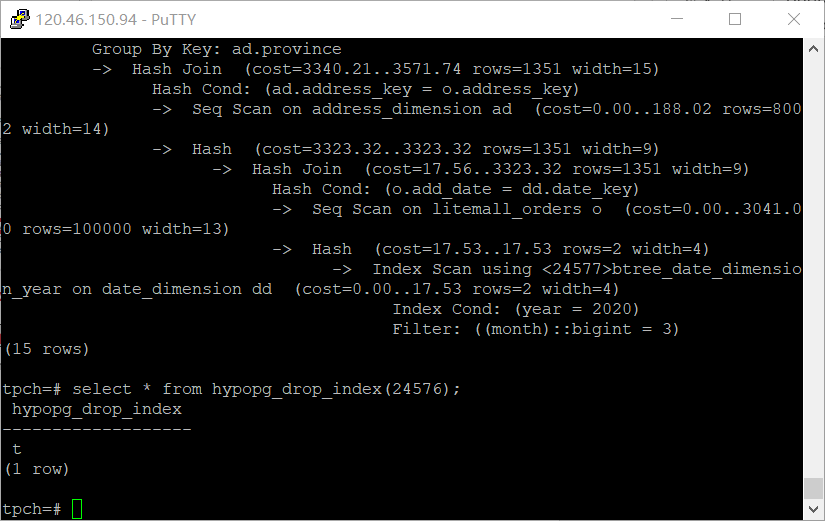 120.46.150.94 - PuTTY
Group By Key: ad.province
->  Hash Join  (cost=3340.21..3571.74 rows=1351 width=15)
Hash Cond: (ad.address_key = o.address_key)
->  Seq Scan on address_dimension ad  (cost=0.00..188.02 rows=800
2 width=14)
->  Hash  (cost=3323.32..3323.32 rows=1351 width=9)
->  Hash Join  (cost=17.56..3323.32 rows=1351 width=9)
Hash Cond: (o.add_date = dd.date_key)
->  Seq Scan on litemall_orders o  (cost=0.00..3041.0
0 rows=100000 width=13)
->  Hash  (cost=17.53..17.53 rows=2 width=4)
->  Index Scan using <24577>btree_date_dimensio
n_year on date_dimension dd  (cost=0.00..17.53 rows=2 width=4)
Index Cond: (year = 2020)
Filter: ((month)::bigint = 3)
(15 rows)
tpch=# select * from hypopg_drop_index(24576);
hypopg_drop_index
-------------------
t
(1 row)
tpch=#